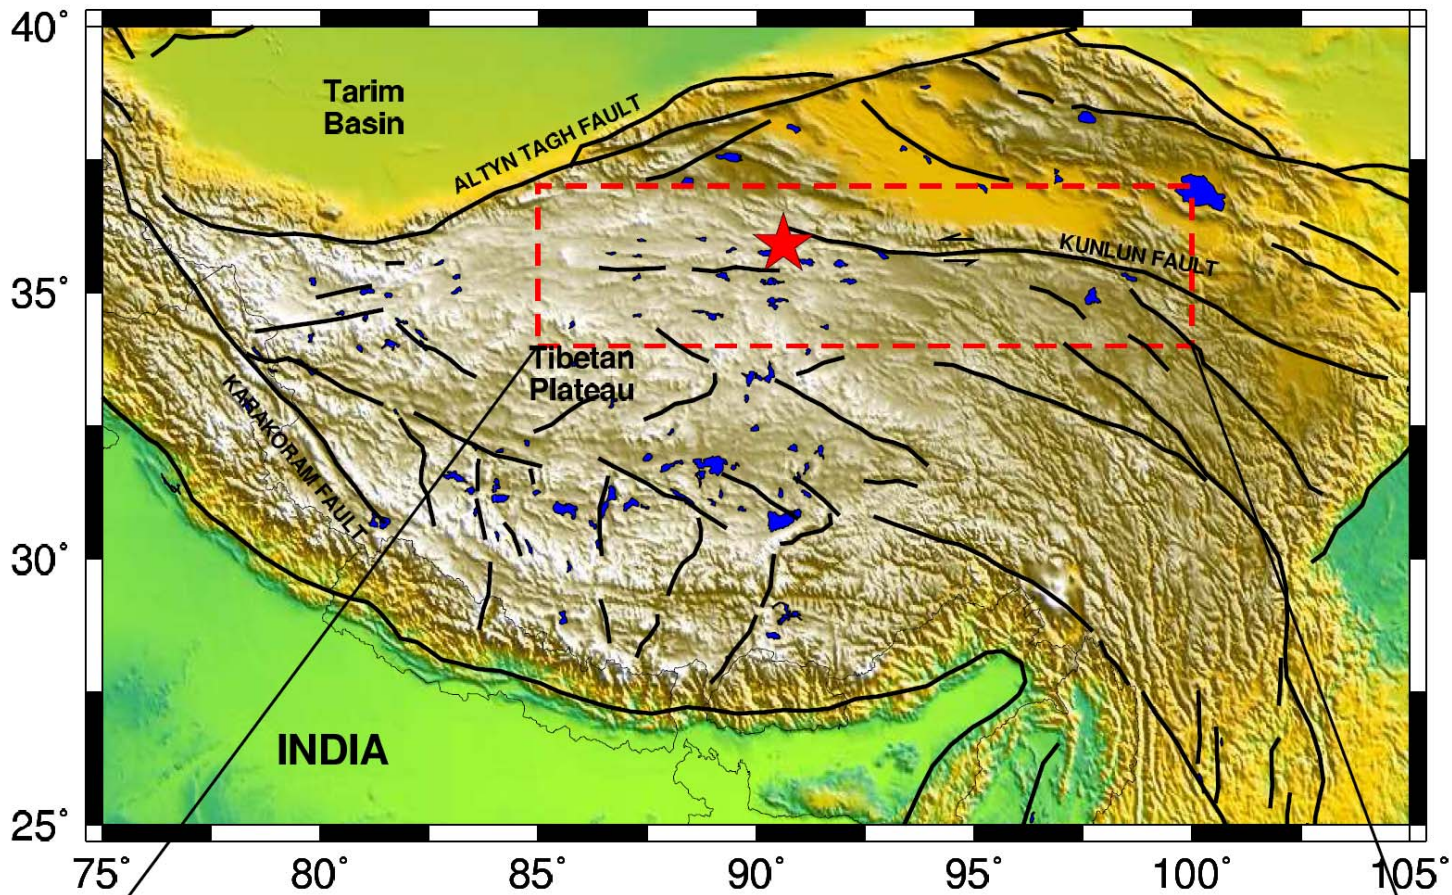 40°
Tarim
Basin
ALTYN TAGH FAULT
KUNLUN FAULT
35°
Tibetan
Plateau
KARAKORAM FAULT
30°
INDIA
25°
75°
80°
85°
90°
95°
100°
105°